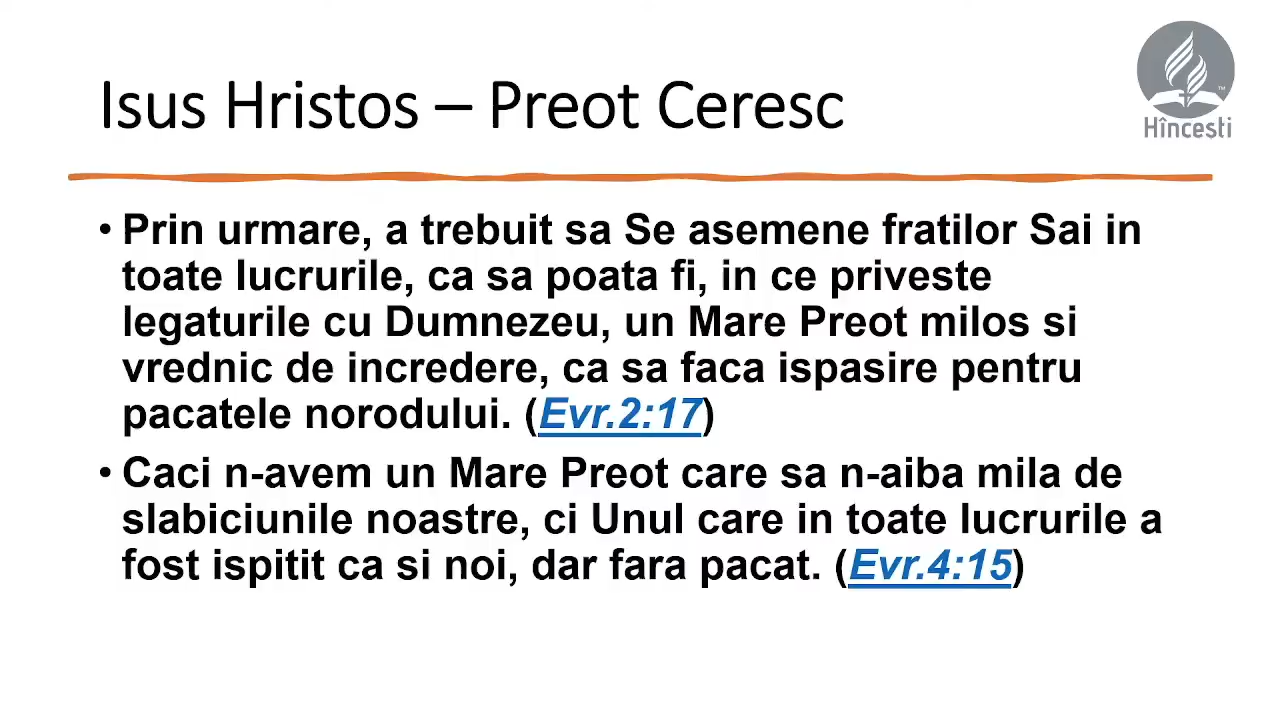 Isus Hristos – Preot Ceresc
Hîncești
• Prin urmare, a trebuit sa Se asemene fratilor Sai in
toate lucrurile, ca sa poata fi, in ce priveste
legaturile cu Dumnezeu, un Mare Preot milos si
vrednic de incredere, ca sa faca ispasire pentru
pacatele norodului. (Evr.2:17)
• Caci n-avem un Mare Preot care sa n-aiba mila de
slabiciunile noastre, ci Unul care in toate lucrurile a
fost ispitit ca si noi, dar fara pacat. (Evr.4:15)